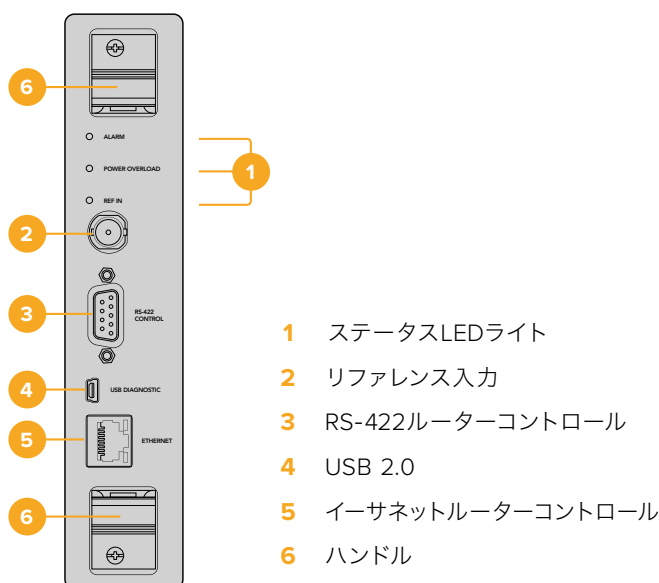 6
ALARM
1
POWER OVERLOAD
REF IN
2
3
RS-422
CONTROL
4
USB DIAGNOSTIC
5
ETHERNET
6
1 ステータスLEDライト
2 リファレンス入力
3 RS-422ルーターコントロール
4 USB 2.0
5 イーサネットルーターコントロール
6 ハンドル